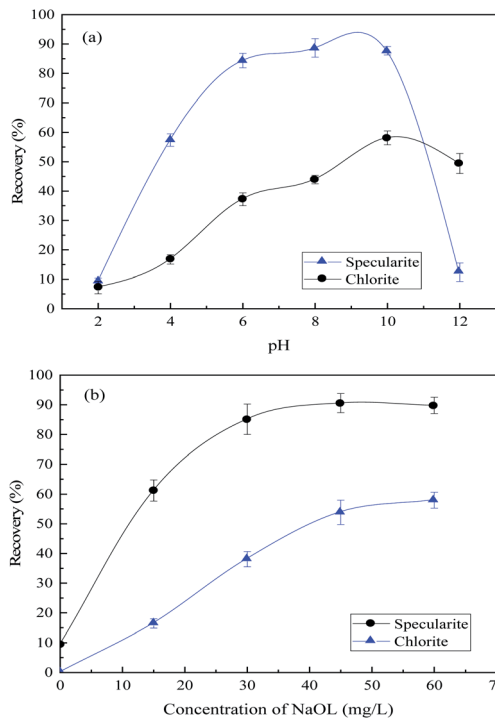 (a)
100
90
80
70
60
50
40
30
20
10
0
Recovery (%)
2 4 6 8 10 12
pH
Specularite
Chlorite
(b)
100
90
80
70
60
50
40
30
20
10
0
Recovery (%)
0 10 20 30 40 50 60 7
Concentration of NaOL (mg/L)
Specularite
Chlorite